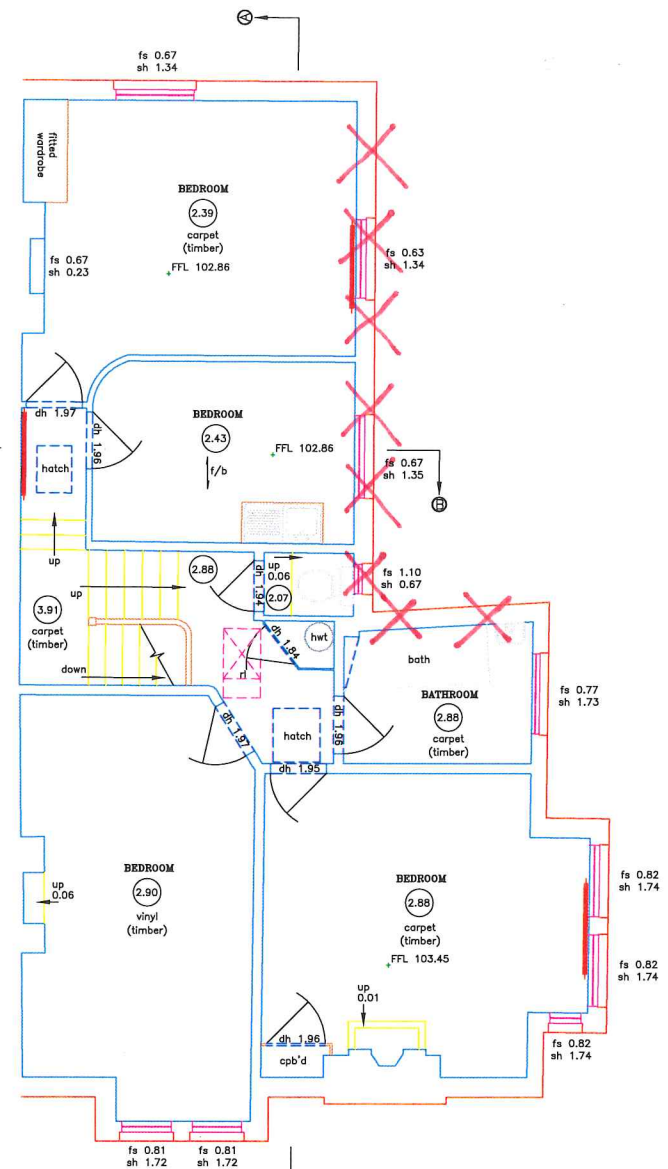 A
fs 0.67
sh 1.34
fitted
wardrobe
BEDROOM
2.39
carpet
(timber)
FFL 102.86
fs 0.67
sh 0.23
fs 0.63
sh 1.34
dh 1.97
dh 1.96
hatch
BEDROOM
2.43
f/b
FFL 102.86
fs 0.67
sh 1.35
B
up
up
2.88
dh 1.94
up
0.06
2.07
fs 1.10
sh 0.67
3.91
carpet
(timber)
down
rl
dh 1.84
hwt
bath
BATHROOM
2.88
carpet
(timber)
fs 0.77
sh 1.73
dh 1.97
hatch
dh 1.96
dh 1.95
BEDROOM
2.90
vinyl
(timber)
up
0.06
BEDROOM
2.88
carpet
(timber)
FFL 103.45
fs 0.82
sh 1.74
fs 0.82
sh 1.74
up
0.01
dh 1.96
cpb'd
fs 0.82
sh 1.74
fs 0.81
sh 1.72
fs 0.81
sh 1.72